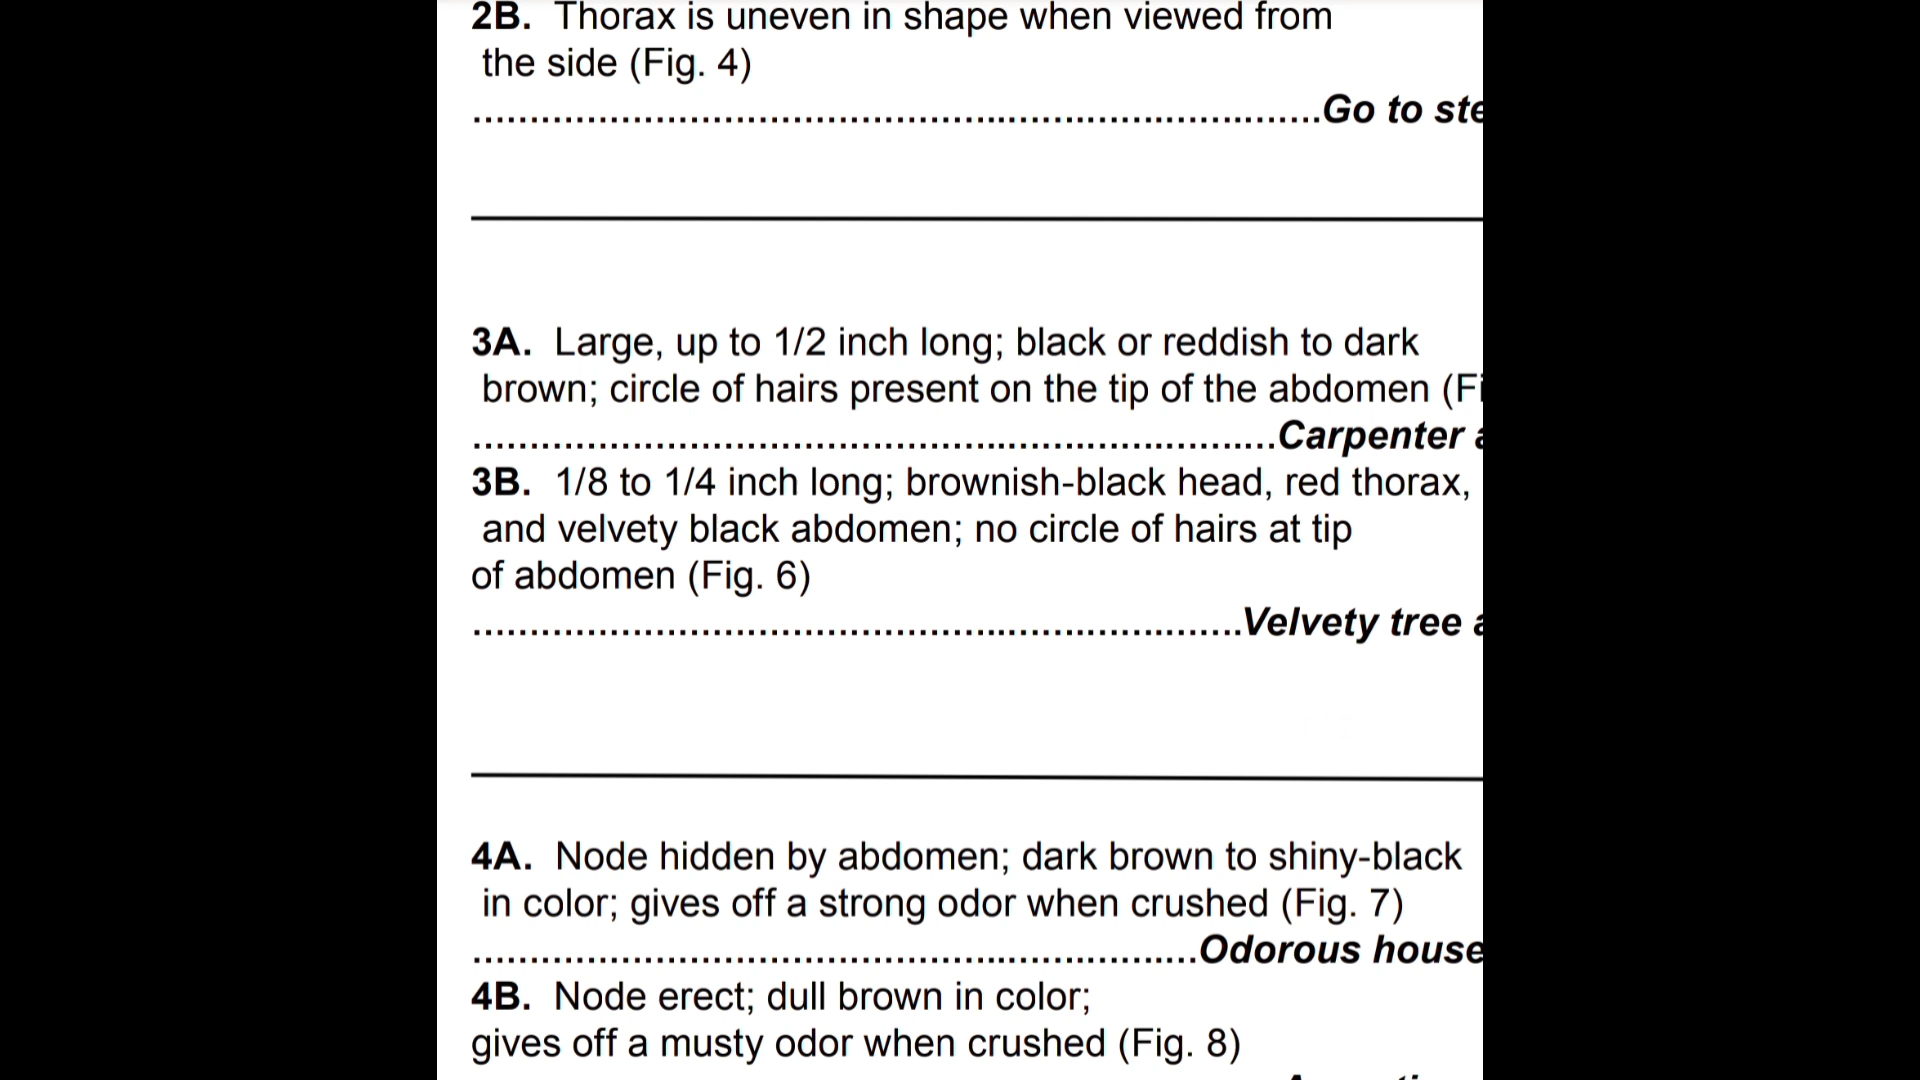 2B. Thorax is uneven in shape when viewed from
the side (Fig. 4)
..........................................................................Go to ste
3A. Large, up to 1/2 inch long; black or reddish to dark
brown; circle of hairs present on the tip of the abdomen (Fi
......................................................................Carpenter a
3B. 1/8 to 1/4 inch long; brownish-black head, red thorax,
and velvety black abdomen; no circle of hairs at tip
of abdomen (Fig. 6)
...................................................................Velvety tree a
4A. Node hidden by abdomen; dark brown to shiny-black
in color; gives off a strong odor when crushed (Fig. 7)
...............................................................Odorous house
4B. Node erect; dull brown in color;
gives off a musty odor when crushed (Fig. 8)